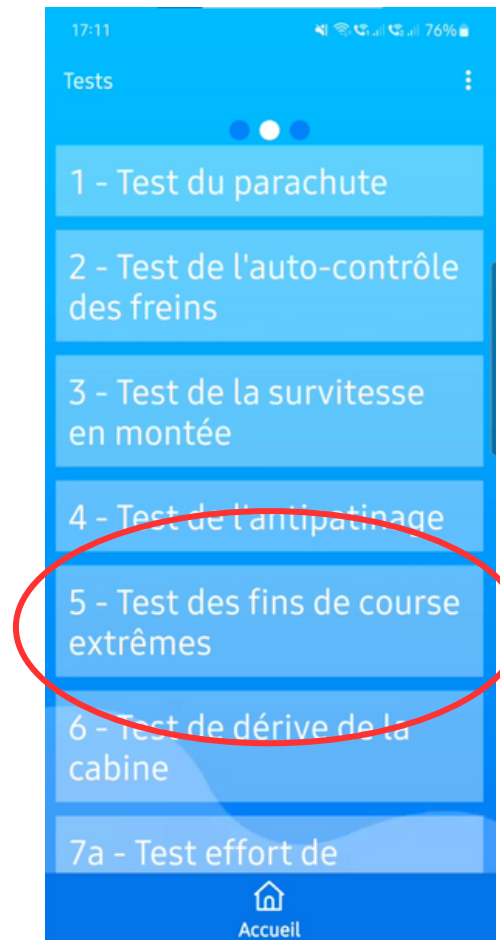 17:11
76%
Tests
1 - Test du parachute
2 - Test de l'auto-contrôle
des freins
3 - Test de la survitesse
en montée
4 - Test de l'antipatinage
5 - Test des fins de course
extrêmes
6 - Test de dérive de la
cabine
7a - Test effort de
Accueil